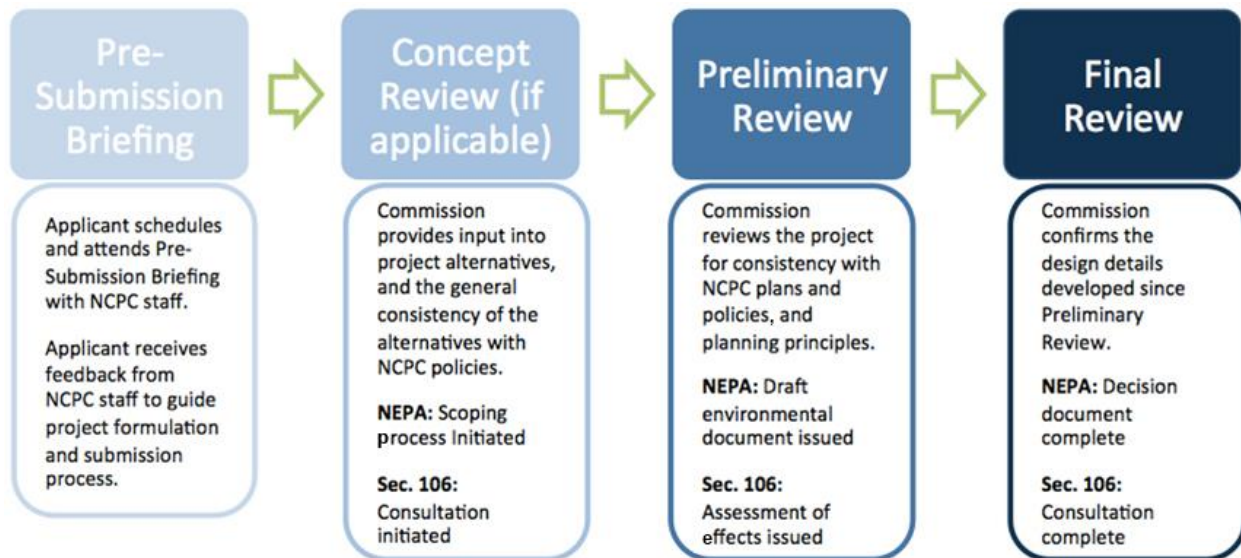 Pre-
Submission
Briefing
Applicant schedules
and attends Pre-
Submission Briefing
with NCPC staff.
Applicant receives
feedback from
NCPC staff to guide
project formulation
and submission
process.
Concept
Review (if
applicable)
Commission
provides input into
project alternatives,
and the general
consistency of the
alternatives with
NCPC policies.
NEPA: Scoping
process Initiated
Sec. 106:
Consultation
initiated
Preliminary
Review
Commission
reviews the project
for consistency with
NCPC plans and
policies, and
planning principles.
NEPA: Draft
environmental
document issued
Sec. 106:
Assessment of
effects issued
Final
Review
Commission
confirms the
design details
developed since
Preliminary
Review.
NEPA: Decision
document
complete
Sec. 106:
Consultation
complete